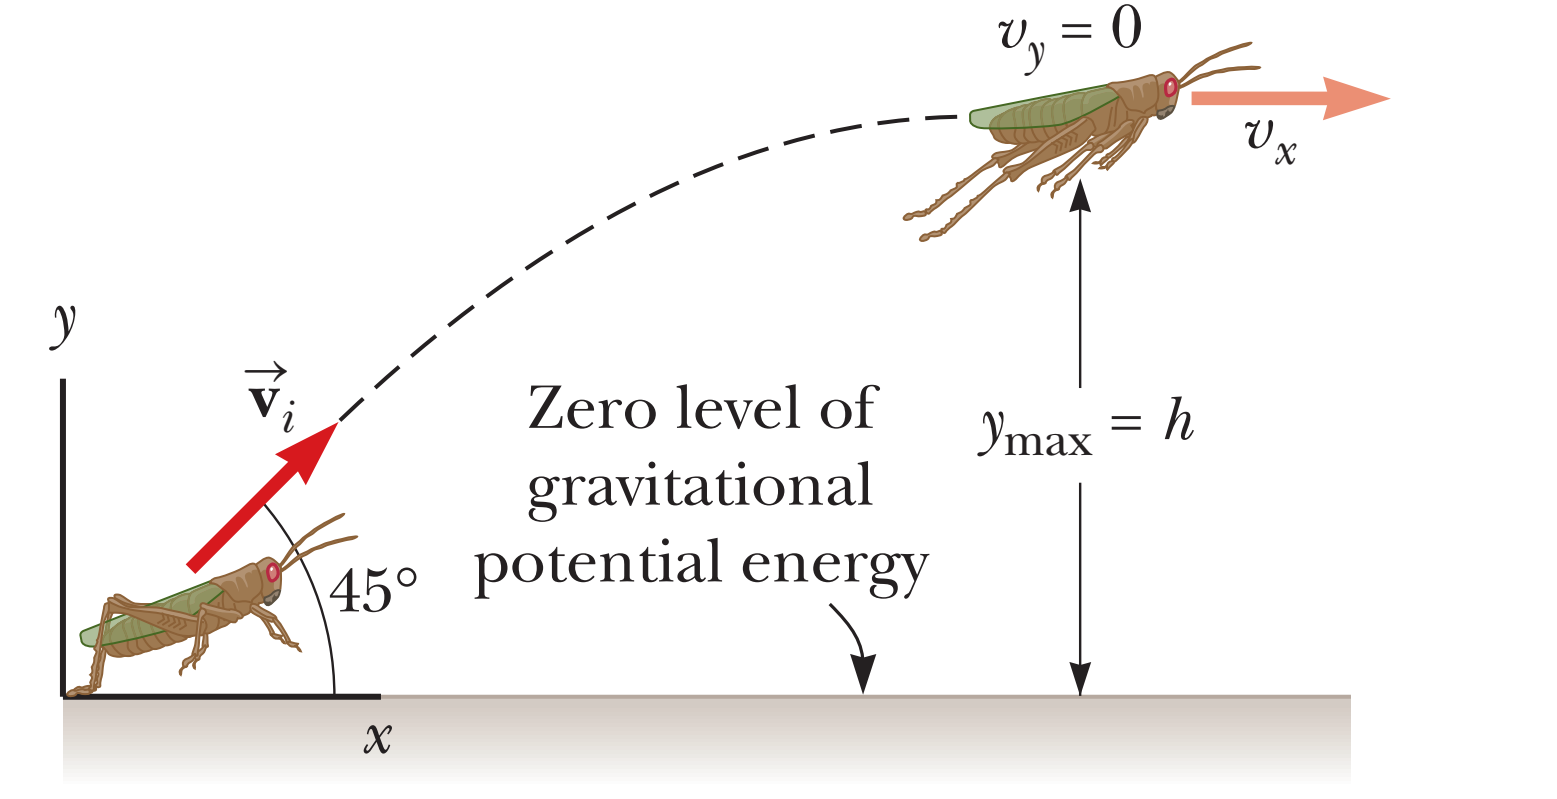 v_y = 0
v_x
y
v⃗_i
Zero level of
gravitational
potential energy
y_max = h
45°
x